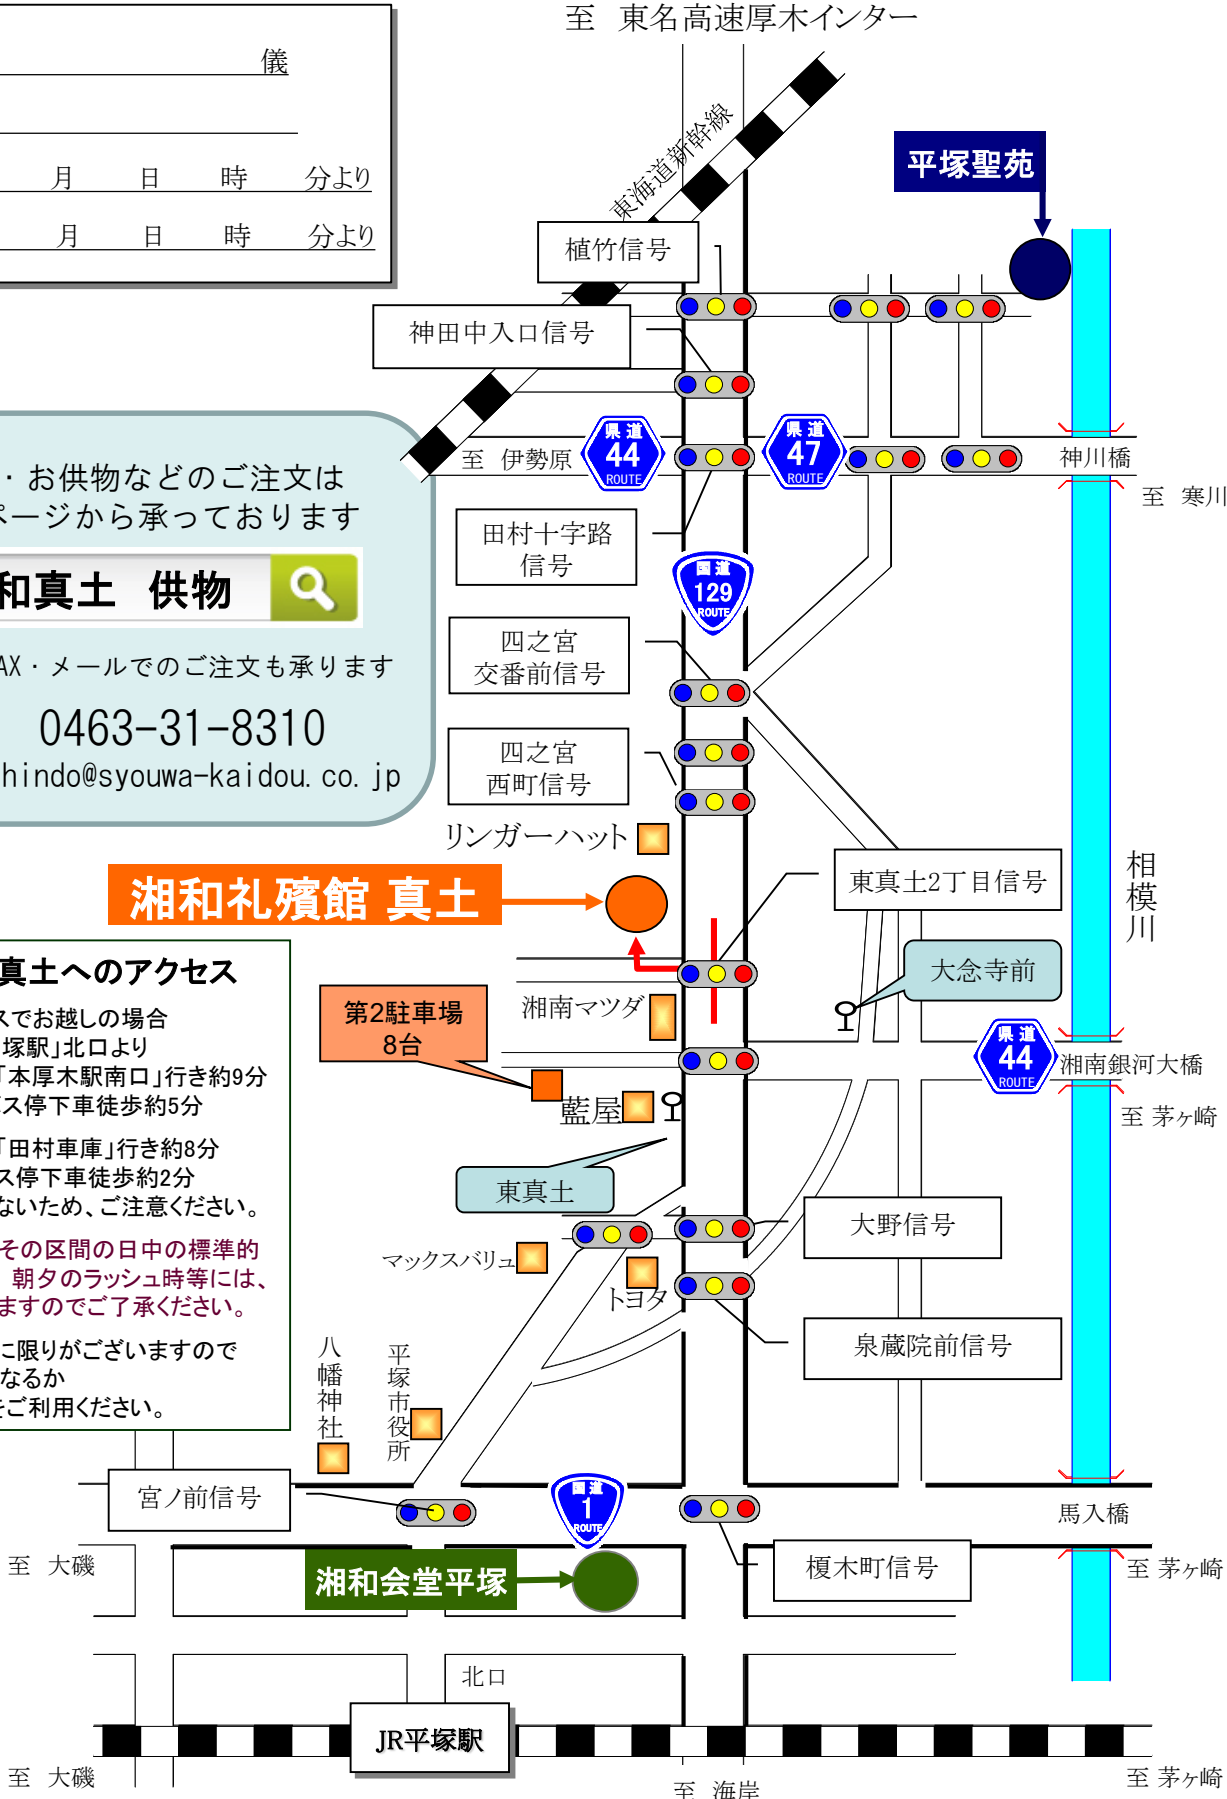 至 東名高速厚木インター
儀
月 日 時 分より
月 日 時 分より
東海道新幹線
平塚聖苑
植竹信号
神田中入口信号
至 伊勢原
県道
44
ROUTE
県道
47
ROUTE
神川橋
至 寒川
・お供物などのご注文は
ページから承っております
和真土 供物
AX・メールでのご注文も承ります
0463-31-8310
hindo@syouwa-kaidou.co.jp
田村十字路
信号
国道
129
ROUTE
四之宮
交番前信号
四之宮
西町信号
リンガーハット
湘和礼殯館 真土
東真土2丁目信号
相模川
大念寺前
湘南マツダ
第2駐車場
8台
県道
44
ROUTE
湘南銀河大橋
至 茅ヶ崎
藍屋
東真土
真土へのアクセス
スでお越しの場合
塚駅」北口より
「本厚木駅南口」行き約9分
バス停下車徒歩約5分
「田村車庫」行き約8分
ス停下車徒歩約2分
ないため、ご注意ください。
その区間の日中の標準的
朝夕のラッシュ時等には、
ますのでご了承ください。
に限りがございますので
なるか
をご利用ください。
大野信号
マックスバリュ
トヨタ
泉蔵院前信号
八幡神社
平塚市役所
宮ノ前信号
国道
1
ROUTE
馬入橋
至 大磯
湘和会堂平塚
榎木町信号
至 茅ヶ崎
北口
JR平塚駅
至 大磯
至 海岸
至 茅ヶ崎